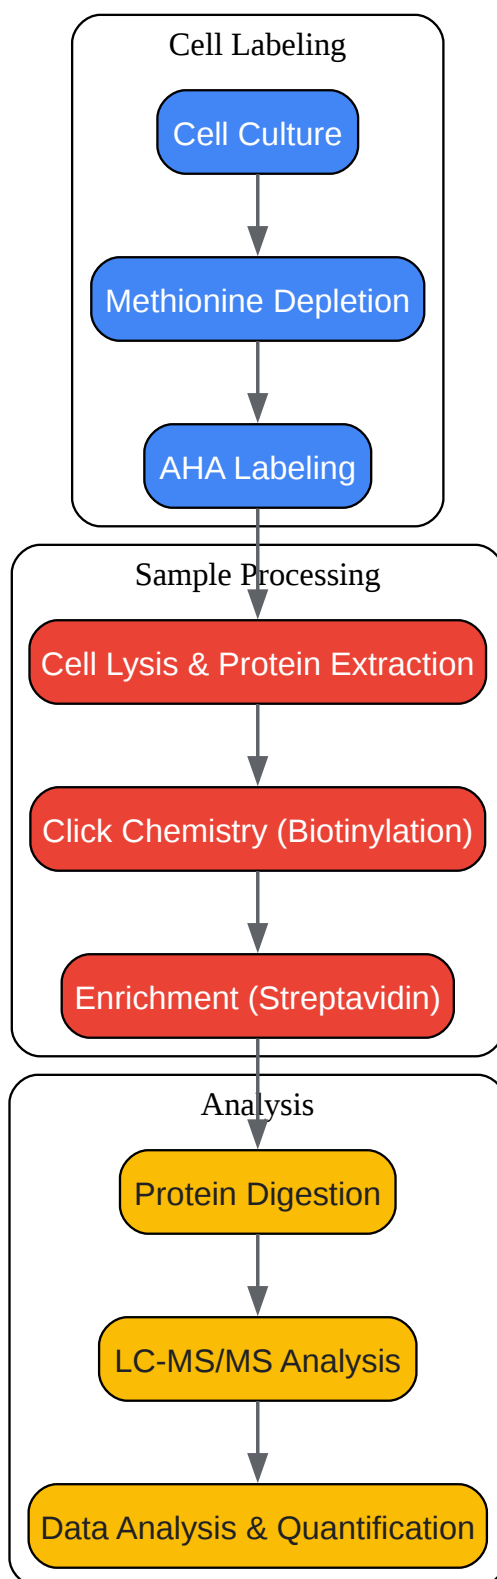 Cell Labeling
Cell Culture
Methionine Depletion
AHA Labeling
Sample Processing
Cell Lysis & Protein Extraction
Click Chemistry (Biotinylation)
Enrichment (Streptavidin)
Analysis
Protein Digestion
LC-MS/MS Analysis
Data Analysis & Quantification